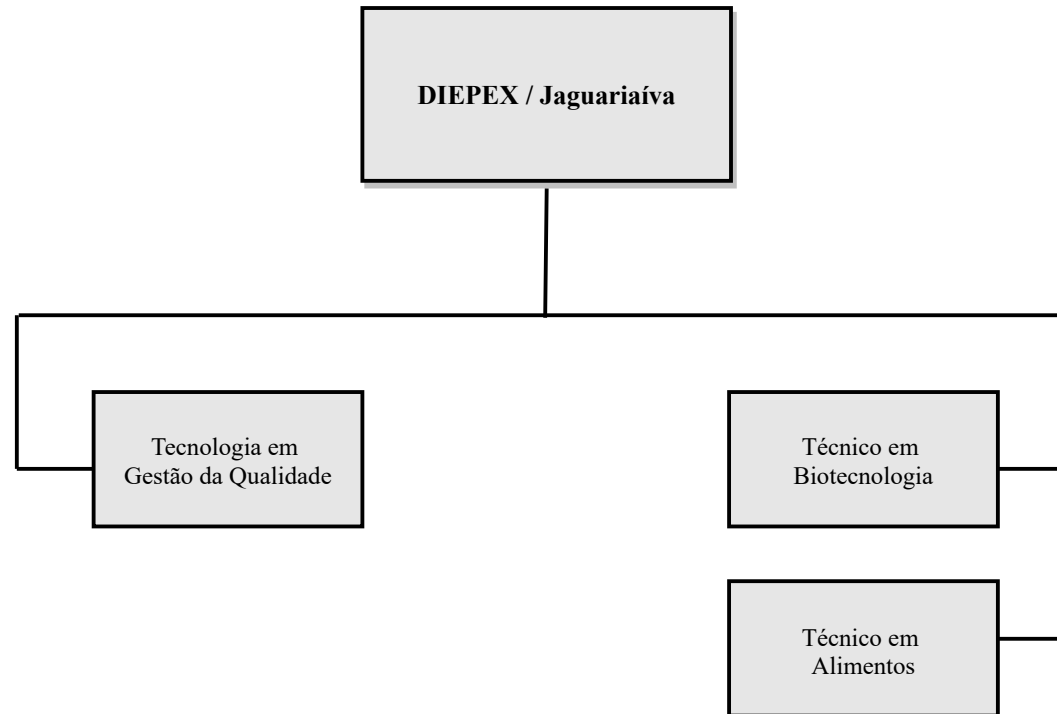 DIEPEX / Jaguariaíva
Tecnologia em
Gestão da Qualidade
Técnico em
Biotecnologia
Técnico em
Alimentos